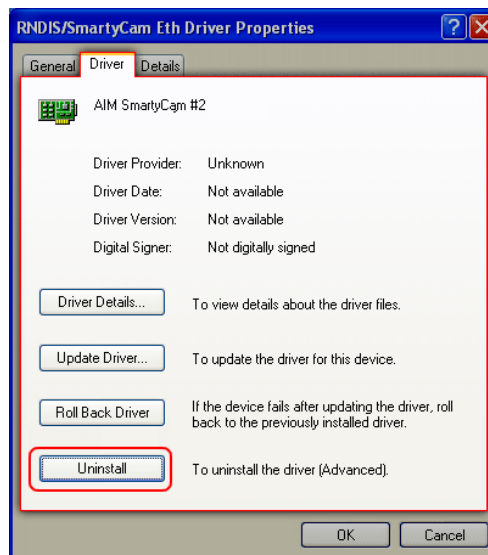 RNDIS/SmartyCam Eth Driver Properties
General Driver Details
AIM SmartyCam #2
Driver Provider: Unknown
Driver Date: Not available
Driver Version: Not available
Digital Signer: Not digitally signed
Driver Details... To view details about the driver files.
Update Driver... To update the driver for this device.
Roll Back Driver If the device fails after updating the driver, roll
back to the previously installed driver.
Uninstall To uninstall the driver (Advanced).
OK Cancel